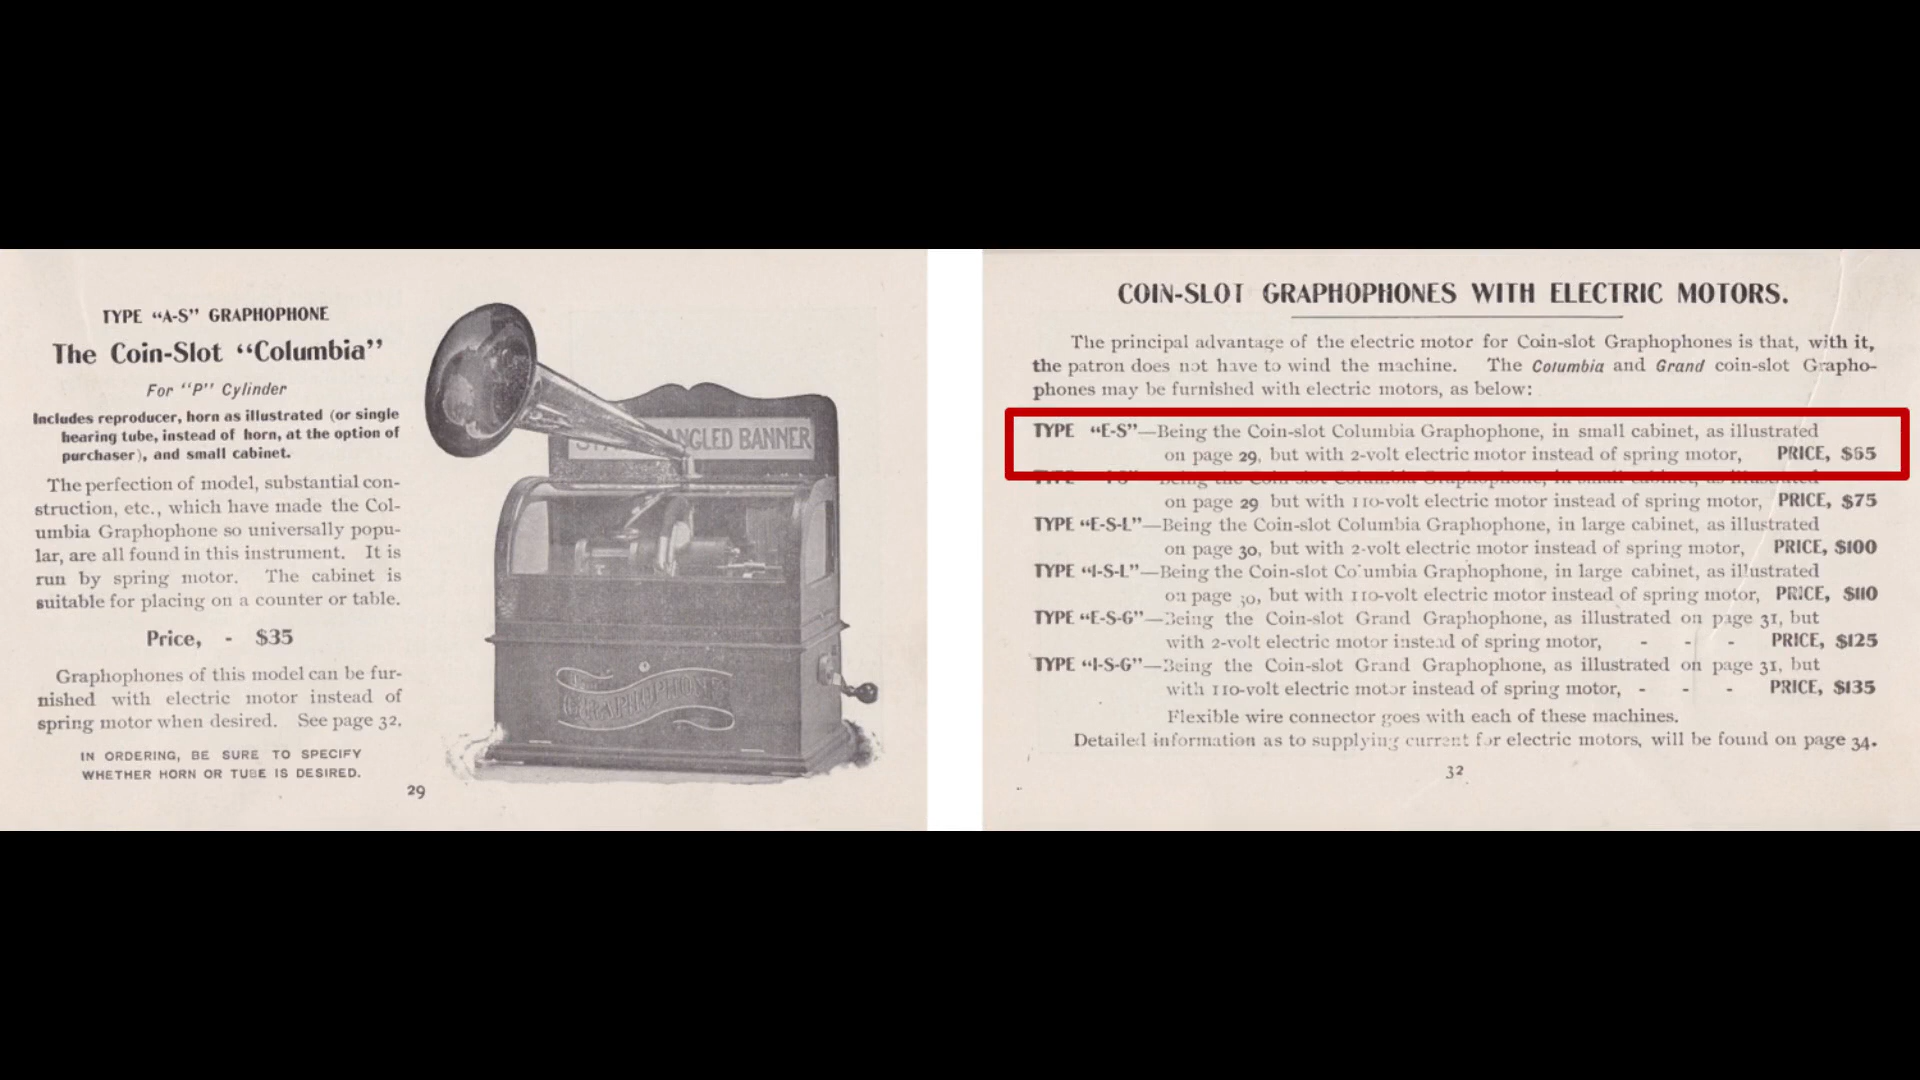 TYPE “A-S” GRAPHOPHONE
The Coin-Slot “Columbia”
For “P” Cylinder
Includes reproducer, horn as illustrated (or single
hearing tube, instead of horn, at the option of
purchaser), and small cabinet.
The perfection of model, substantial con-
struction, etc., which have made the Col-
umbia Graphophone so universally popu-
lar, are all found in this instrument. It is
run by spring motor. The cabinet is
suitable for placing on a counter or table.
Price, - $35
Graphophones of this model can be fur-
nished with electric motor instead of
spring motor when desired. See page 32.
IN ORDERING, BE SURE TO SPECIFY
WHETHER HORN OR TUBE IS DESIRED.
29
BANNER
GRAPHOPHONE
COIN-SLOT GRAPHOPHONES WITH ELECTRIC MOTORS.
The principal advantage of the electric motor for Coin-slot Graphophones is that, with it,
the patron does not have to wind the machine. The Columbia and Grand coin-slot Grapho-
phones may be furnished with electric motors, as below:
TYPE “E-S”—Being the Coin-slot Columbia Graphophone, in small cabinet, as illustrated
on page 29, but with 2-volt electric motor instead of spring motor, PRICE, $65
Being the Coin-slot Columbia Graphophone, in small cabinet, as illustrated
on page 29 but with 110-volt electric motor instead of spring motor, PRICE, $75
TYPE “E-S-L”—Being the Coin-slot Columbia Graphophone, in large cabinet, as illustrated
on page 30, but with 2-volt electric motor instead of spring motor, PRICE, $100
TYPE “I-S-L”—Being the Coin-slot Columbia Graphophone, in large cabinet, as illustrated
on page 30, but with 110-volt electric motor instead of spring motor, PRICE, $110
TYPE “E-S-G”—Being the Coin-slot Grand Graphophone, as illustrated on page 31, but
with 2-volt electric motor instead of spring motor, - - - PRICE, $125
TYPE “I-S-G”—Being the Coin-slot Grand Graphophone, as illustrated on page 31, but
with 110-volt electric motor instead of spring motor, - - - PRICE, $135
Flexible wire connector goes with each of these machines.
Detailed information as to supplying current for electric motors, will be found on page 34.
32